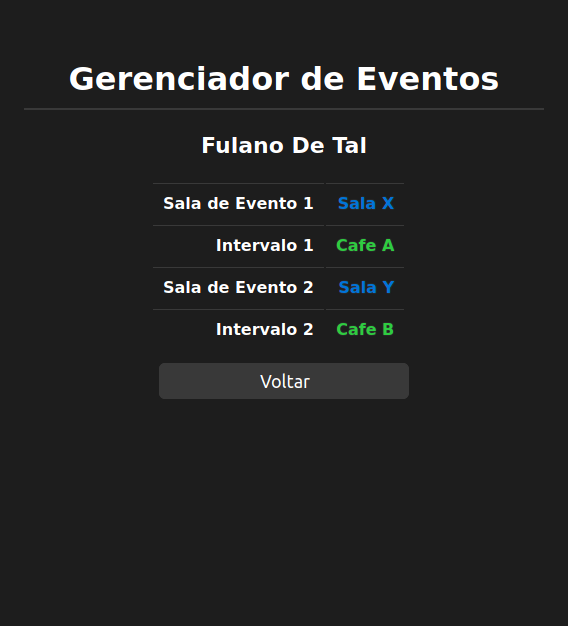 Gerenciador de Eventos
Fulano De Tal
Sala de Evento 1 Sala X
Intervalo 1 Cafe A
Sala de Evento 2 Sala Y
Intervalo 2 Cafe B
Voltar